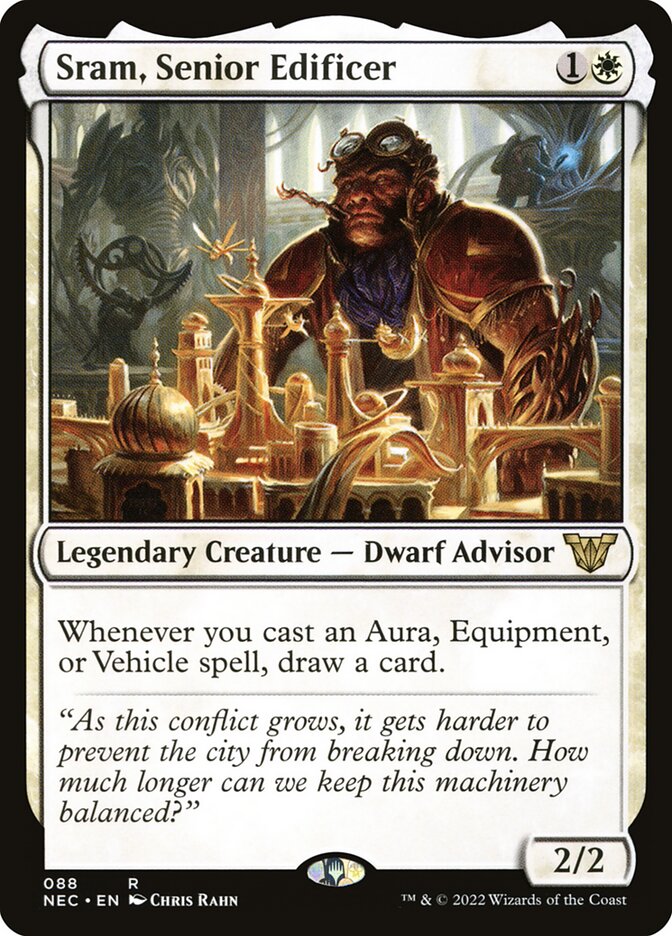 Sram, Senior Edificer
1
Legendary Creature — Dwarf Advisor
Whenever you cast an Aura, Equipment,
or Vehicle spell, draw a card.
“As this conflict grows, it gets harder to
prevent the city from breaking down. How
much longer can we keep this machinery
balanced?”
2/2
088 R
NEC • EN Chris Rahn
™ & © 2022 Wizards of the Coast